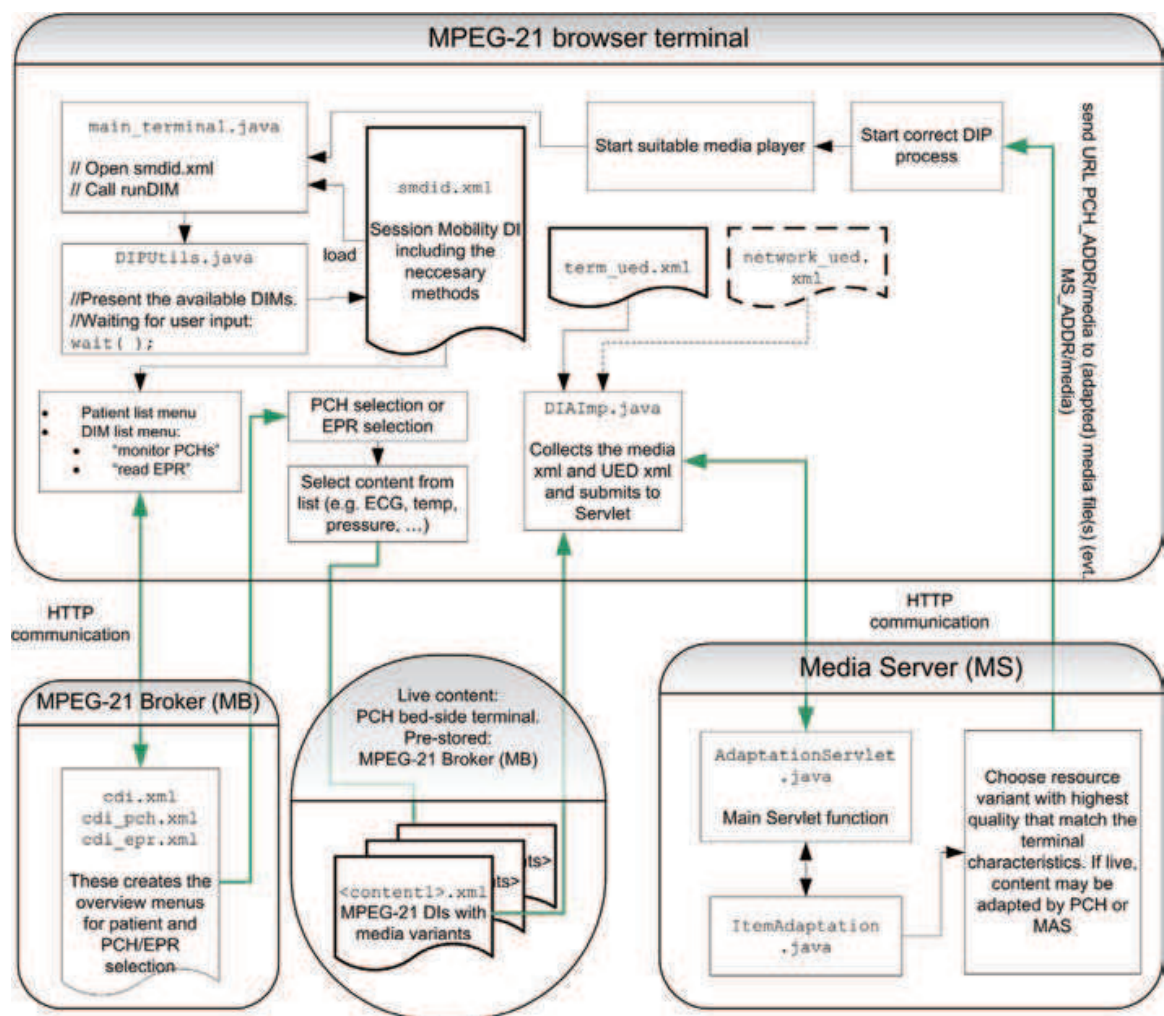 MPEG-21 browser terminal
main_terminal.java
// Open smdid.xml
// Call runDIM
smdid.xml
Session Mobility DI
including the
neccesary
methods
load
Start suitable media player
Start correct DIP
process
send URL PCH_ADDR/media to (adapted) media file(s) (evt.
MS_ADDR/media)
DIPUtils.java
//Present the available DIMs.
//Waiting for user input:
wait( );
term_ued.xml
network_ued.
xml
• Patient list menu
• DIM list menu:
• “monitor PCHs”
• “read EPR”
PCH selection or
EPR selection
Select content from
list (e.g. ECG, temp,
pressure, …)
DIAImp.java
Collects the media
xml and UED xml
and submits to
Servlet
HTTP
communication
HTTP
communication
MPEG-21 Broker (MB)
cdi.xml
cdi_pch.xml
cdi_epr.xml
These creates the
overview menus
for patient and
PCH/EPR
selection
Live content:
PCH bed-side terminal.
Pre-stored:
MPEG-21 Broker (MB)
nts>
ts>
<content1>.xml
MPEG-21 DIs with
media variants
Media Server (MS)
AdaptationServlet
.java
Main Servlet function
ItemAdaptation
.java
Choose resource
variant with highest
quality that match the
terminal
characteristics. If live,
content may be
adapted by PCH or
MAS